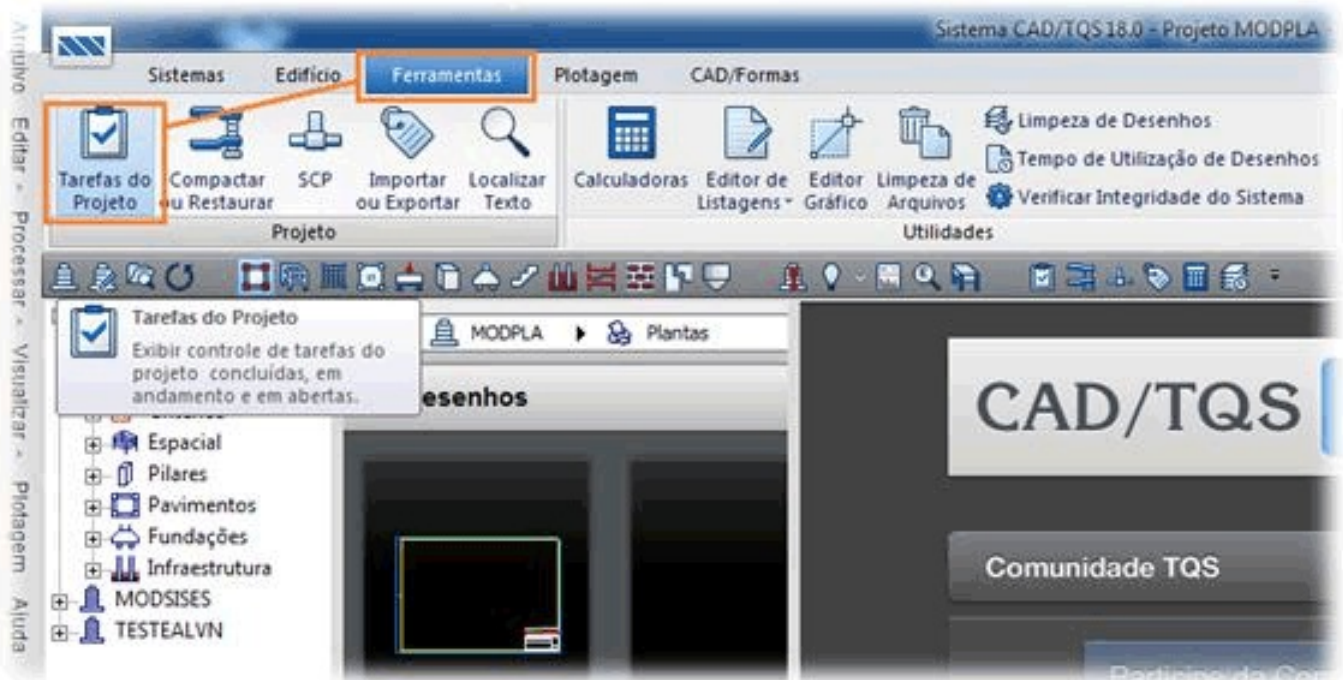 Sistema CAD/TQS 18.0 - Projeto MODPLA
Arquivo Editar Processar Visualizar Plotagem Ajuda
Sistemas Edifício Ferramentas Plotagem CAD/Formas
Tarefas do Projeto
Compactar ou Restaurar
SCP
Importar ou Exportar
Localizar Texto
Projeto
Calculadoras
Editor de Listagens
Editor Gráfico
Limpeza de Arquivos
Limpeza de Desenhos
Tempo de Utilização de Desenhos
Verificar Integridade do Sistema
Utilidades
Tarefas do Projeto
Exibir controle de tarefas do
projeto concluídas, em
andamento e em abertas.
MODPLA Plantas
esenhos
Espacial
Pilares
Pavimentos
Fundações
Infraestrutura
MODSISES
TESTEALVN
CAD/TQS
Comunidade TQS